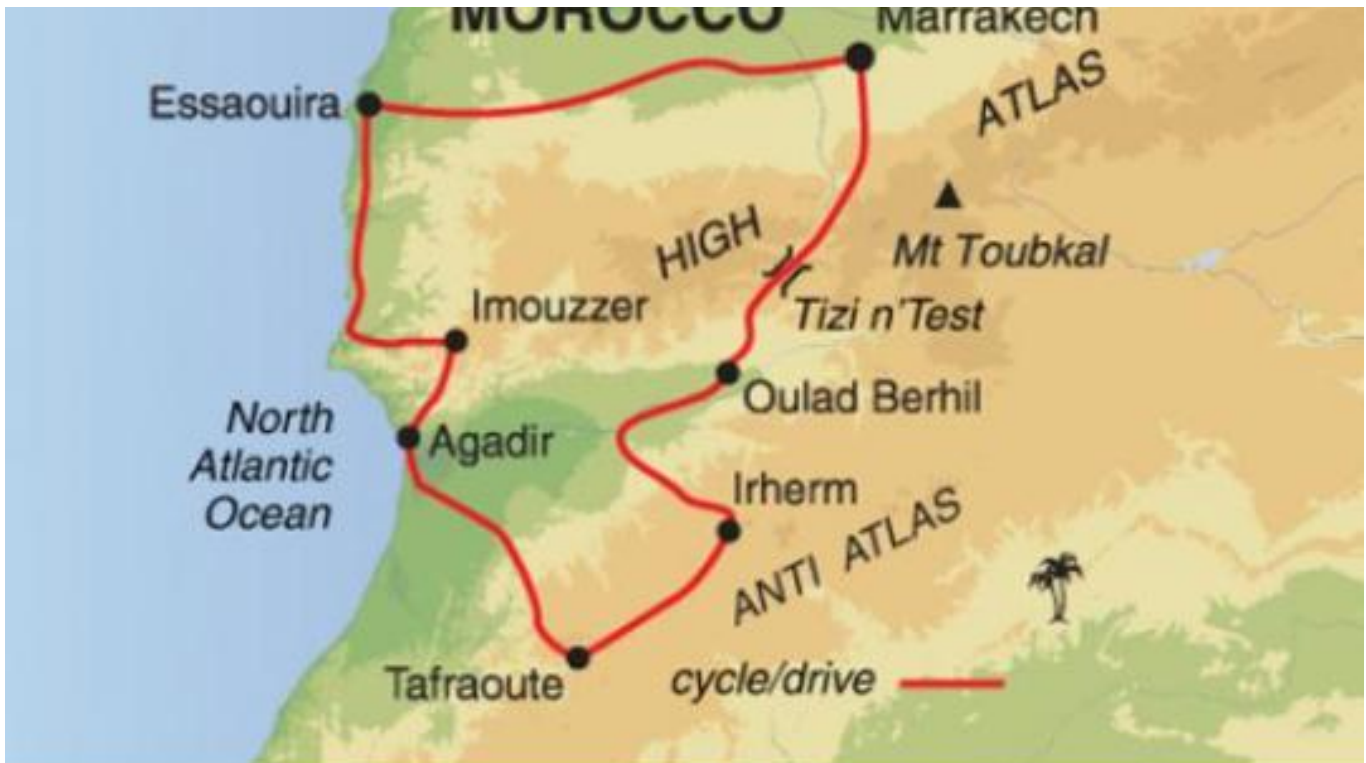 MOROCCO
Marrakech
Essaouira
ATLAS
HIGH
Mt Toubkal
Imouzzer
Tizi n'Test
Oulad Berhil
North
Atlantic
Ocean
Agadir
Irherm
ANTI ATLAS
Tafraoute
cycle/drive